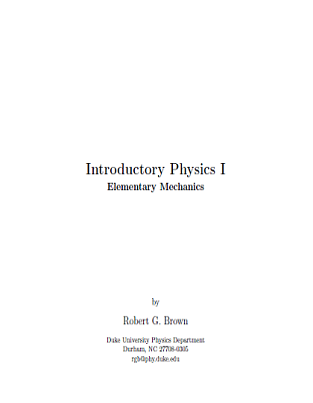 Introductory Physics I
Elementary Mechanics
by
Robert G. Brown
Duke University Physics Department
Durham, NC 27708-0305
rgb@phy.duke.edu